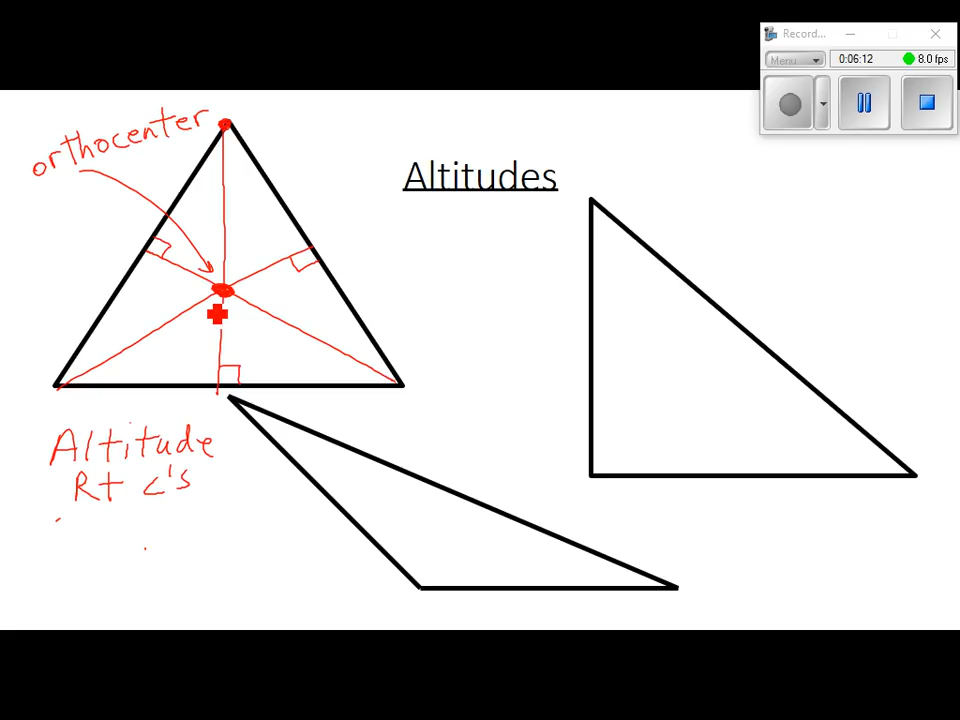 Record...
Menu
0:06:12
8.0 fps
orthocenter
Altitudes
Altitude
Rt <'s